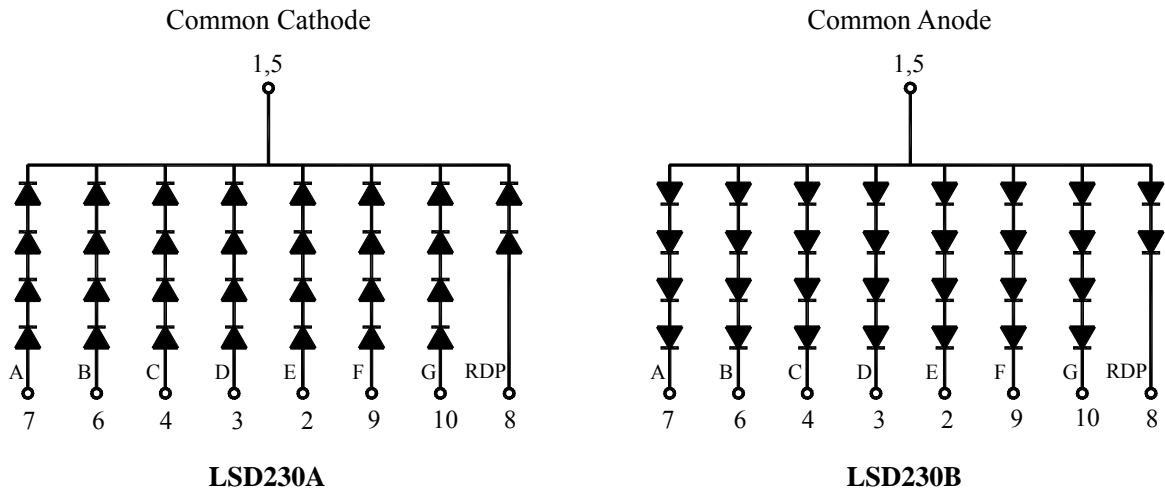 Common Cathode
1,5
A B C D E F G RDP
7 6 4 3 2 9 10 8
LSD230A
Common Anode
1,5
A B C D E F G RDP
7 6 4 3 2 9 10 8
LSD230B